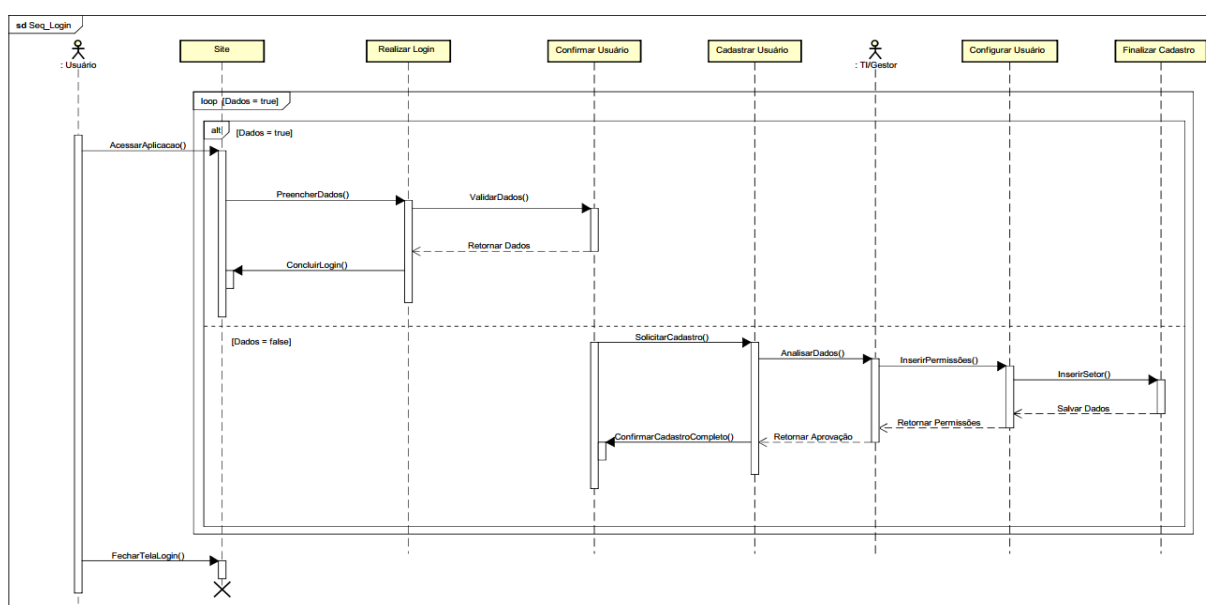 sd Seq_Login
: Usuário
Site
Realizar Login
Confirmar Usuário
Cadastrar Usuário
: TI/Gestor
Configurar Usuário
Finalizar Cadastro
loop [Dados = true]
alt [Dados = true]
AcessarAplicacao()
PreencherDados()
ValidarDados()
Retornar Dados
ConcluirLogin()
[Dados = false]
SolicitarCadastro()
AnalisarDados()
InserirPermissões()
InserirSetor()
Salvar Dados
Retornar Permissões
Retornar Aprovação
ConfirmarCadastroCompleto()
FecharTelaLogin()